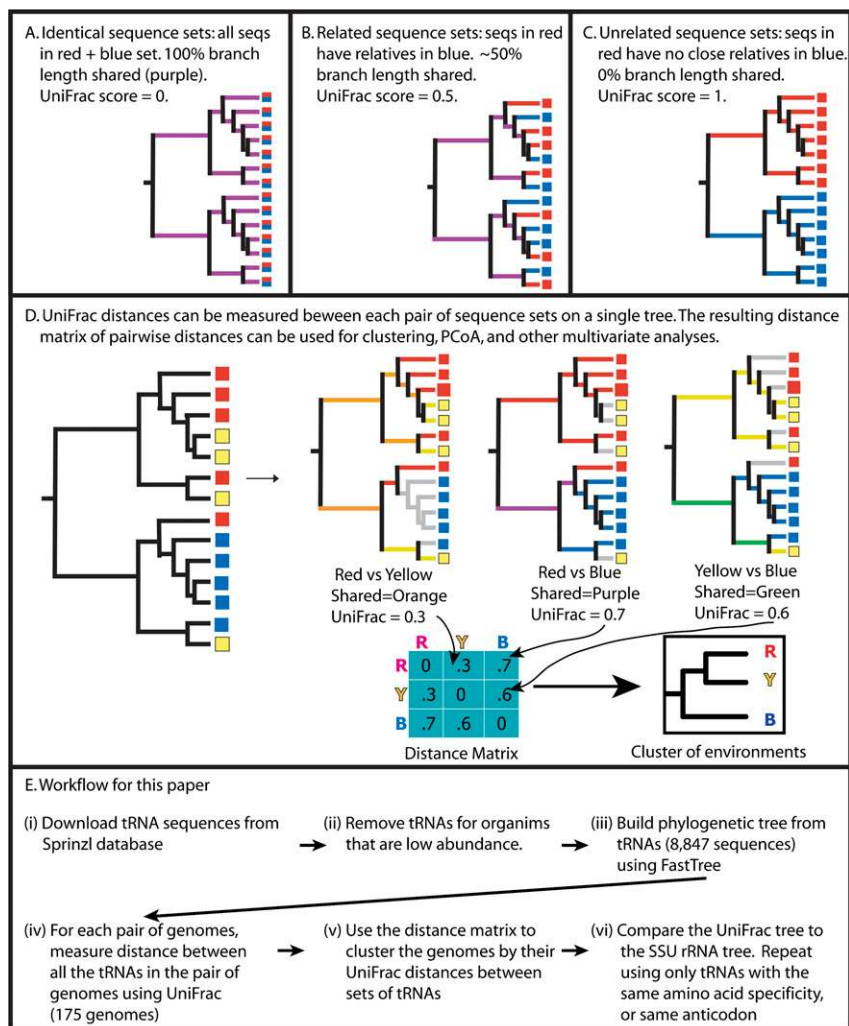 A. Identical sequence sets: all seqs
in red + blue set. 100% branch
length shared (purple).
UniFrac score = 0.
B. Related sequence sets: seqs in red
have relatives in blue. ~50%
branch length shared.
UniFrac score = 0.5.
C. Unrelated sequence sets: seqs in
red have no close relatives in blue.
0% branch length shared.
UniFrac score = 1.
D. UniFrac distances can be measured beween each pair of sequence sets on a single tree. The resulting distance
matrix of pairwise distances can be used for clustering, PCoA, and other multivariate analyses.
Red vs Yellow
Shared=Orange
UniFrac = 0.3
Red vs Blue
Shared=Purple
UniFrac = 0.7
Yellow vs Blue
Shared=Green
UniFrac = 0.6
R Y B
R 0 .3 .7
Y .3 0 .6
B .7 .6 0
Distance Matrix
R
Y
B
Cluster of environments
E. Workflow for this paper
(i) Download tRNA sequences from
Sprinzl database
(ii) Remove tRNAs for organims
that are low abundance.
(iii) Build phylogenetic tree from
tRNAs (8,847 sequences)
using FastTree
(iv) For each pair of genomes,
measure distance between
all the tRNAs in the pair of
genomes using UniFrac
(175 genomes)
(v) Use the distance matrix to
cluster the genomes by their
UniFrac distances between
sets of tRNAs
(vi) Compare the UniFrac tree to
the SSU rRNA tree. Repeat
using only tRNAs with the
same amino acid specificity,
or same anticodon